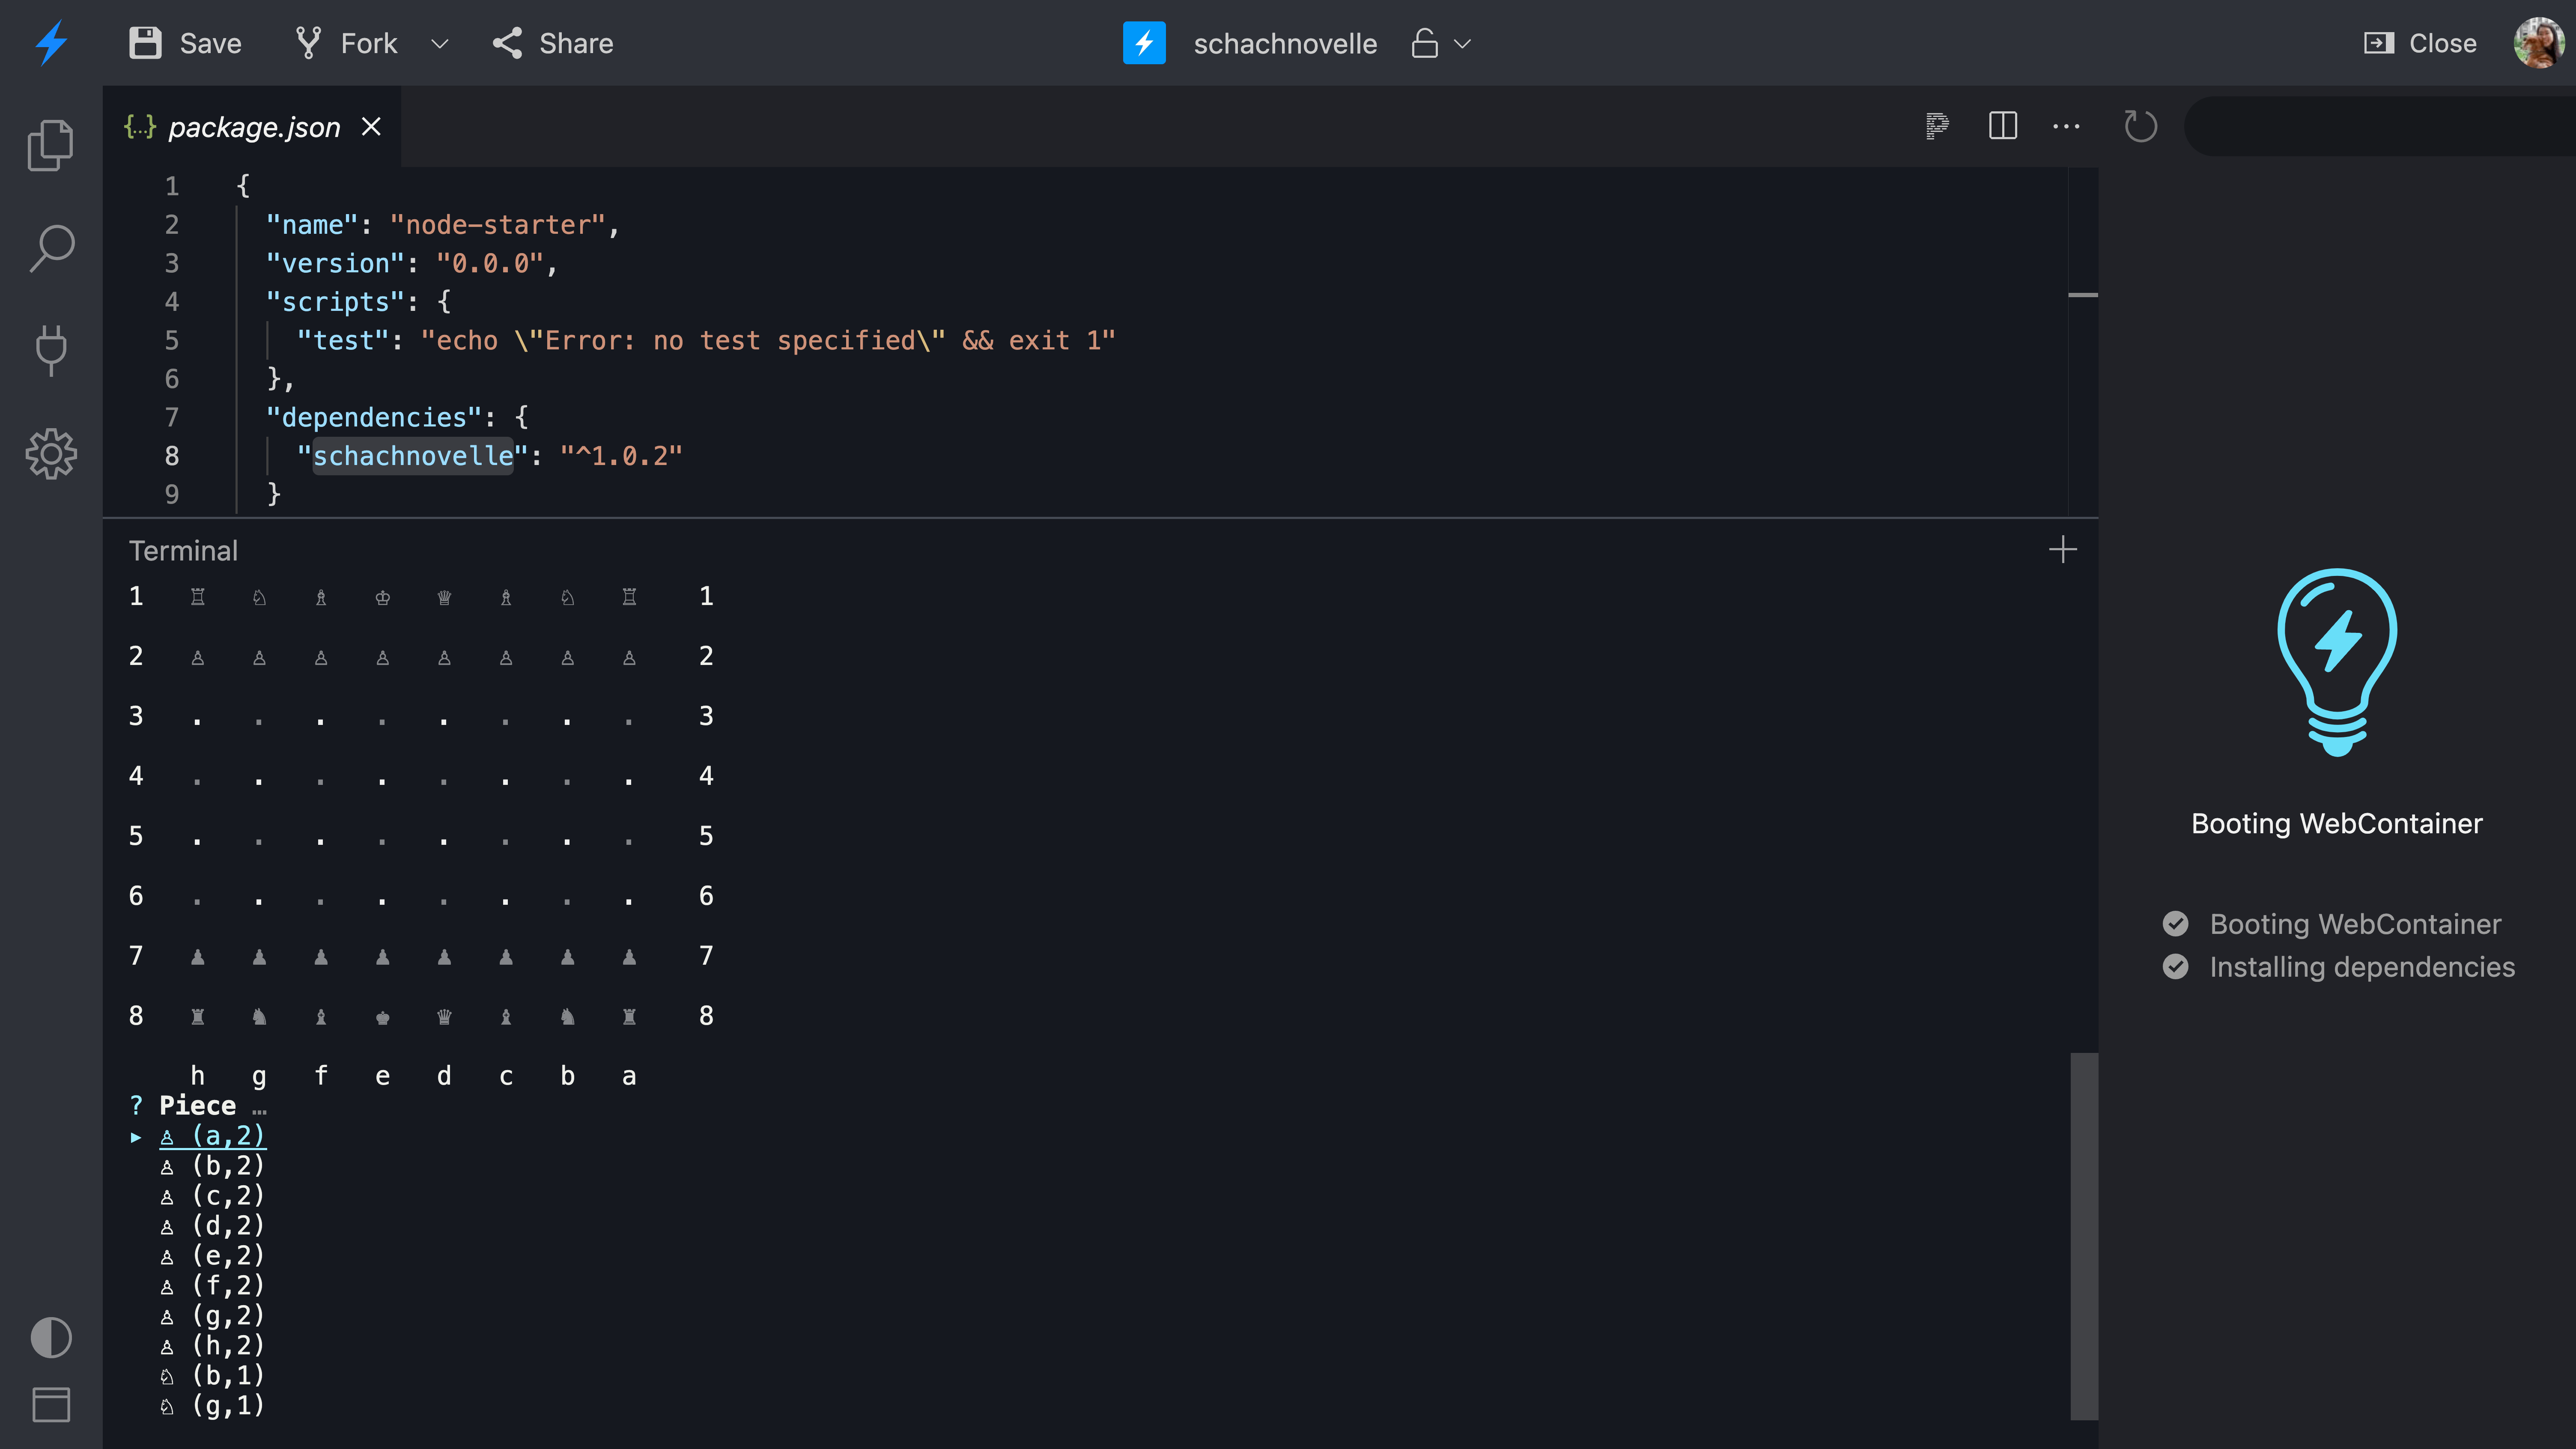 Save Fork Share schachnovelle Close
{..} package.json
1 {
2 "name": "node-starter",
3 "version": "0.0.0",
4 "scripts": {
5 "test": "echo \"Error: no test specified\" && exit 1"
6 },
7 "dependencies": {
8 "schachnovelle": "^1.0.2"
9 }
Terminal
1 ♖ ♘ ♗ ♔ ♕ ♗ ♘ ♖ 1
2 ♙ ♙ ♙ ♙ ♙ ♙ ♙ ♙ 2
3 . . . . . . . . 3
4 . . . . . . . . 4
5 . . . . . . . . 5
6 . . . . . . . . 6
7 ♟ ♟ ♟ ♟ ♟ ♟ ♟ ♟ 7
8 ♜ ♞ ♝ ♚ ♛ ♝ ♞ ♜ 8
h g f e d c b a
? Piece …
▸ ♙ (a,2)
♙ (b,2)
♙ (c,2)
♙ (d,2)
♙ (e,2)
♙ (f,2)
♙ (g,2)
♙ (h,2)
♘ (b,1)
♘ (g,1)
Booting WebContainer
Booting WebContainer
Installing dependencies